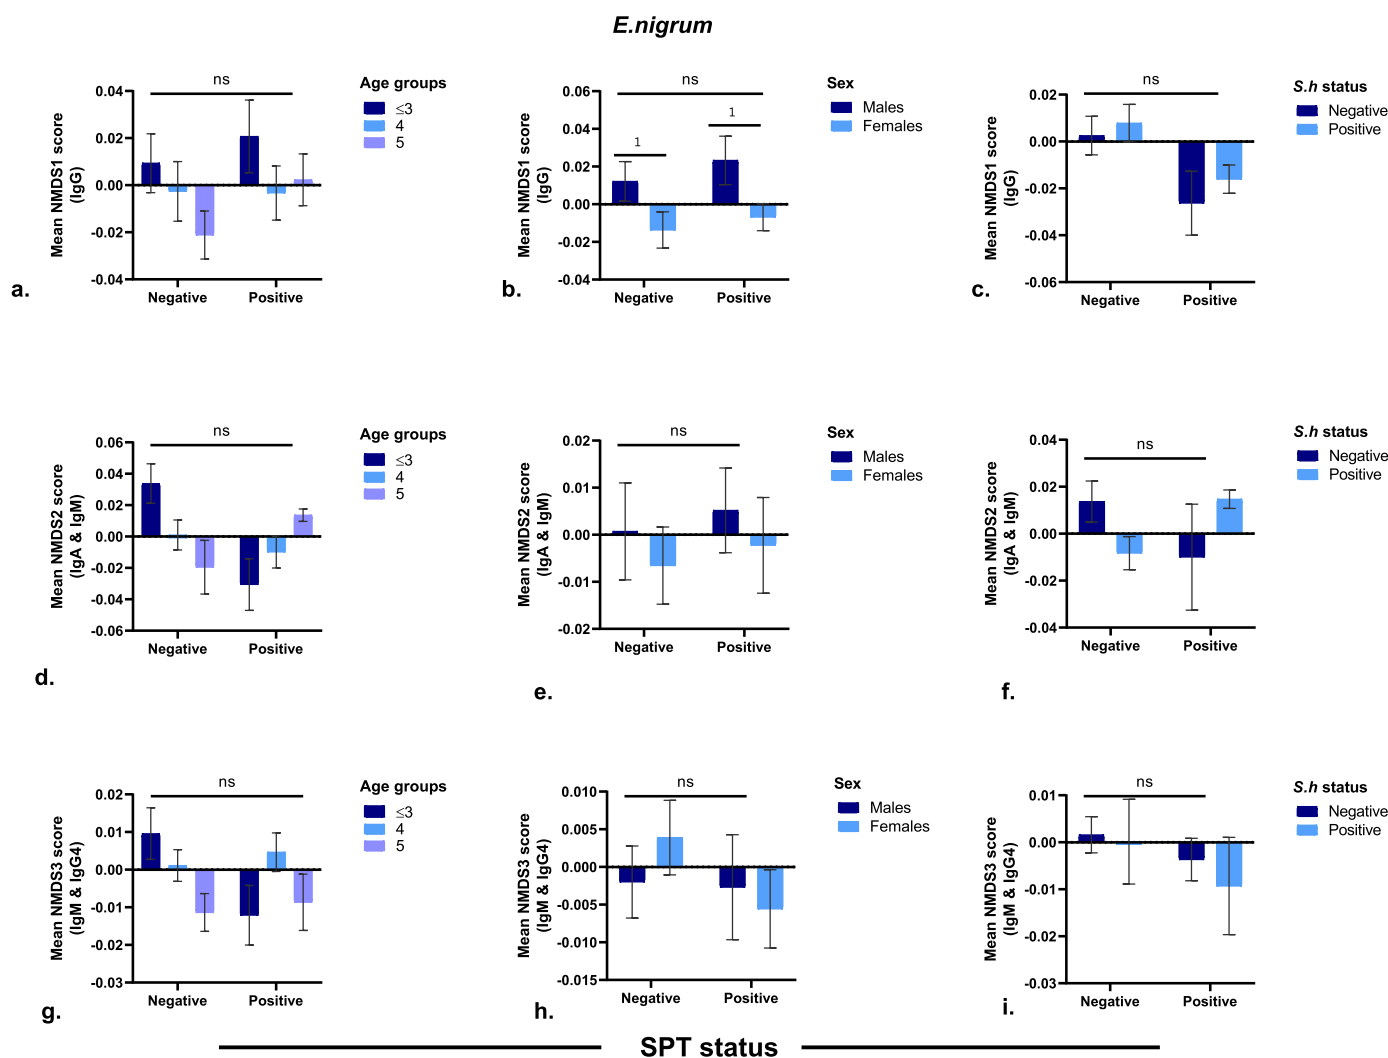 E.nigrum
ns
Age groups
≤3
4
5
0.04
0.02
0.00
-0.02
-0.04
Mean NMDS1 score
(IgG)
Negative Positive
a.
ns
1
1
Sex
Males
Females
0.06
0.04
0.02
0.00
-0.02
-0.04
Mean NMDS1 score
(IgG)
Negative Positive
b.
ns
S.h status
Negative
Positive
0.02
0.00
-0.02
-0.04
-0.06
Mean NMDS1 score
(IgG)
Negative Positive
c.
ns
Age groups
≤3
4
5
0.06
0.04
0.02
0.00
-0.02
-0.04
-0.06
Mean NMDS2 score
(IgA & IgM)
Negative Positive
d.
ns
Sex
Males
Females
0.02
0.01
0.00
-0.01
-0.02
Mean NMDS2 score
(IgA & IgM)
Negative Positive
e.
ns
S.h status
Negative
Positive
0.04
0.02
0.00
-0.02
-0.04
Mean NMDS2 score
(IgA & IgM)
Negative Positive
f.
ns
Age groups
≤3
4
5
0.02
0.01
0.00
-0.01
-0.02
-0.03
Mean NMDS3 score
(IgM & IgG4)
Negative Positive
g.
ns
Sex
Males
Females
0.010
0.005
0.000
-0.005
-0.010
-0.015
Mean NMDS3 score
(IgM & IgG4)
Negative Positive
h.
ns
S.h status
Negative
Positive
0.01
0.00
-0.01
-0.02
-0.03
Mean NMDS3 score
(IgM & IgG4)
Negative Positive
i.
SPT status